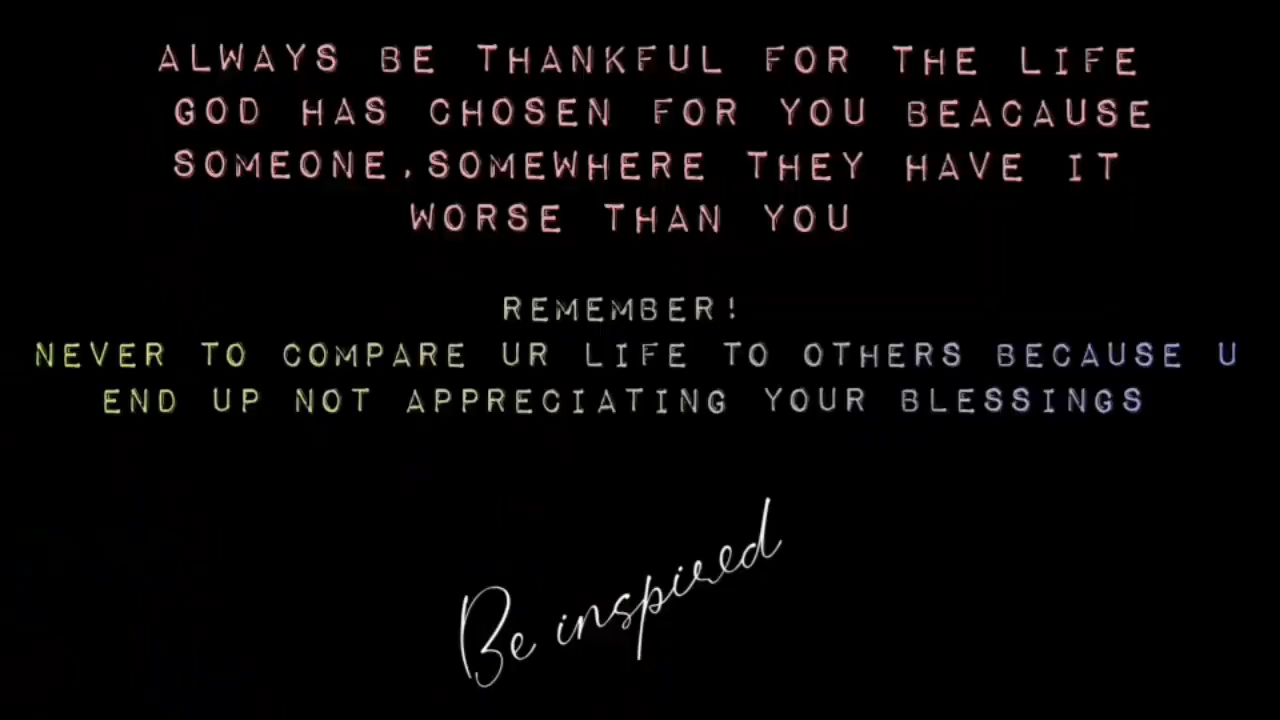 ALWAYS BE THANKFUL FOR THE LIFE
GOD HAS CHOSEN FOR YOU BEACAUSE
SOMEONE,SOMEWHERE THEY HAVE IT
WORSE THAN YOU
REMEMBER!
NEVER TO COMPARE UR LIFE TO OTHERS BECAUSE U
END UP NOT APPRECIATING YOUR BLESSINGS
Be inspired